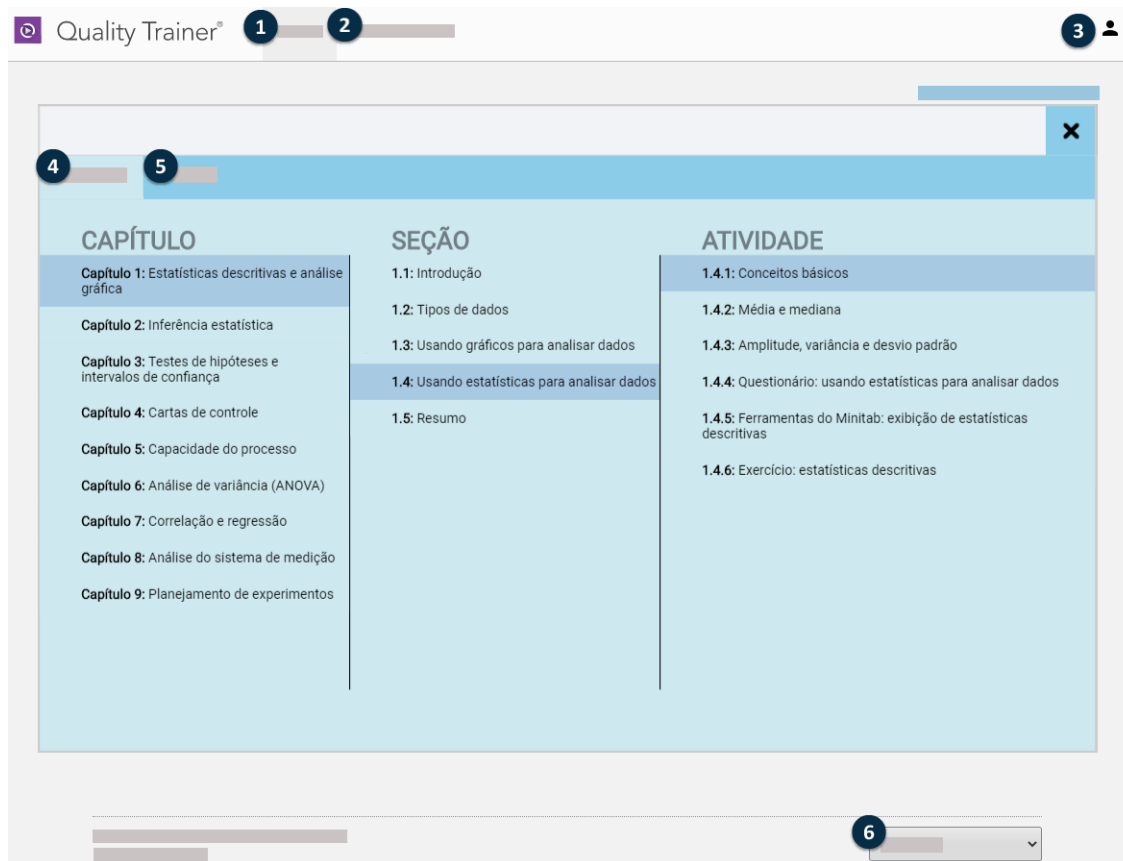 Quality Trainer®
1
2
3
4
5
CAPÍTULO
Capítulo 1: Estatísticas descritivas e análise
gráfica
Capítulo 2: Inferência estatística
Capítulo 3: Testes de hipóteses e
intervalos de confiança
Capítulo 4: Cartas de controle
Capítulo 5: Capacidade do processo
Capítulo 6: Análise de variância (ANOVA)
Capítulo 7: Correlação e regressão
Capítulo 8: Análise do sistema de medição
Capítulo 9: Planejamento de experimentos
SEÇÃO
1.1: Introdução
1.2: Tipos de dados
1.3: Usando gráficos para analisar dados
1.4: Usando estatísticas para analisar dados
1.5: Resumo
ATIVIDADE
1.4.1: Conceitos básicos
1.4.2: Média e mediana
1.4.3: Amplitude, variância e desvio padrão
1.4.4: Questionário: usando estatísticas para analisar dados
1.4.5: Ferramentas do Minitab: exibição de estatísticas
descritivas
1.4.6: Exercício: estatísticas descritivas
6